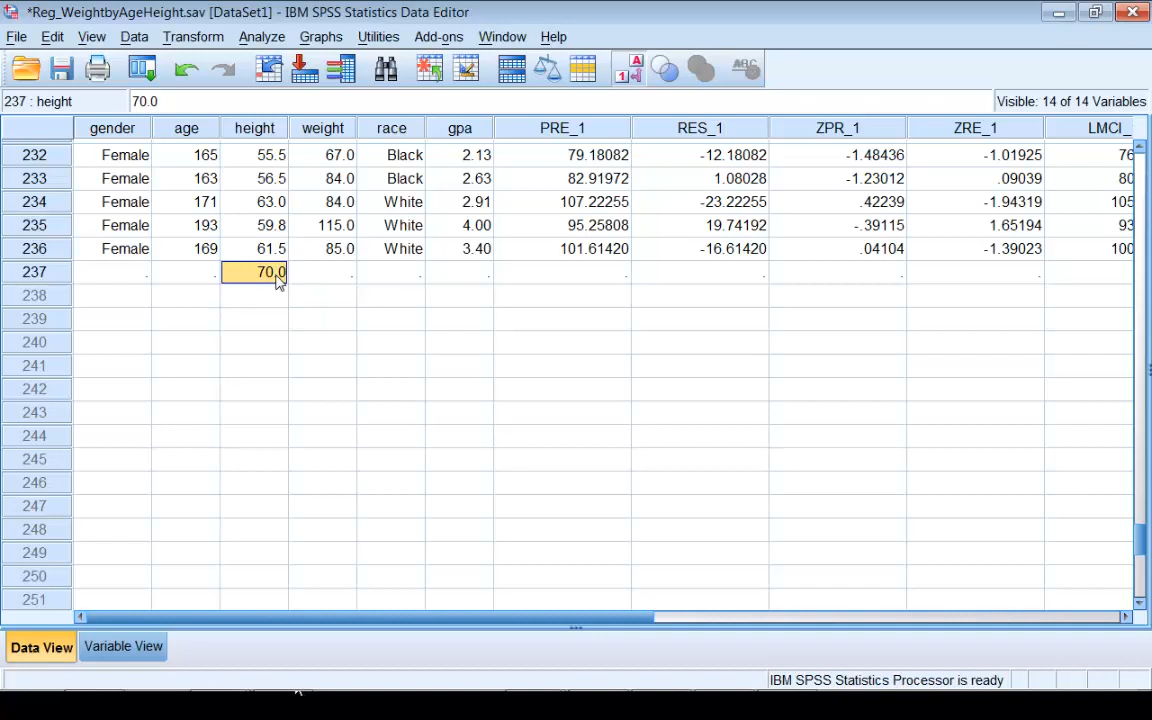 *Reg_WeightbyAgeHeight.sav [DataSet1] - IBM SPSS Statistics Data Editor
File Edit View Data Transform Analyze Graphs Utilities Add-ons Window Help
237 : height 70.0 Visible: 14 of 14 Variables
gender age height weight race gpa PRE_1 RES_1 ZPR_1 ZRE_1 LMCI_
232 Female 165 55.5 67.0 Black 2.13 79.18082 -12.18082 -1.48436 -1.01925 76
233 Female 163 56.5 84.0 Black 2.63 82.91972 1.08028 -1.23012 .09039 80
234 Female 171 63.0 84.0 White 2.91 107.22255 -23.22255 .42239 -1.94319 105
235 Female 193 59.8 115.0 White 4.00 95.25808 19.74192 -.39115 1.65194 93
236 Female 169 61.5 85.0 White 3.40 101.61420 -16.61420 .04104 -1.39023 100
237 . . 70.0 . . . . . . .
238
239
240
241
242
243
244
245
246
247
248
249
250
251
Data View Variable View
IBM SPSS Statistics Processor is ready